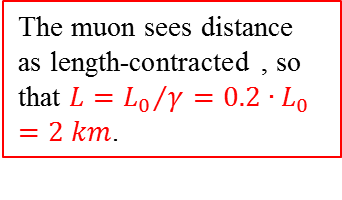 The muon sees distance
as length-contracted , so
that L = L₀/γ = 0.2 · L₀
= 2 km.